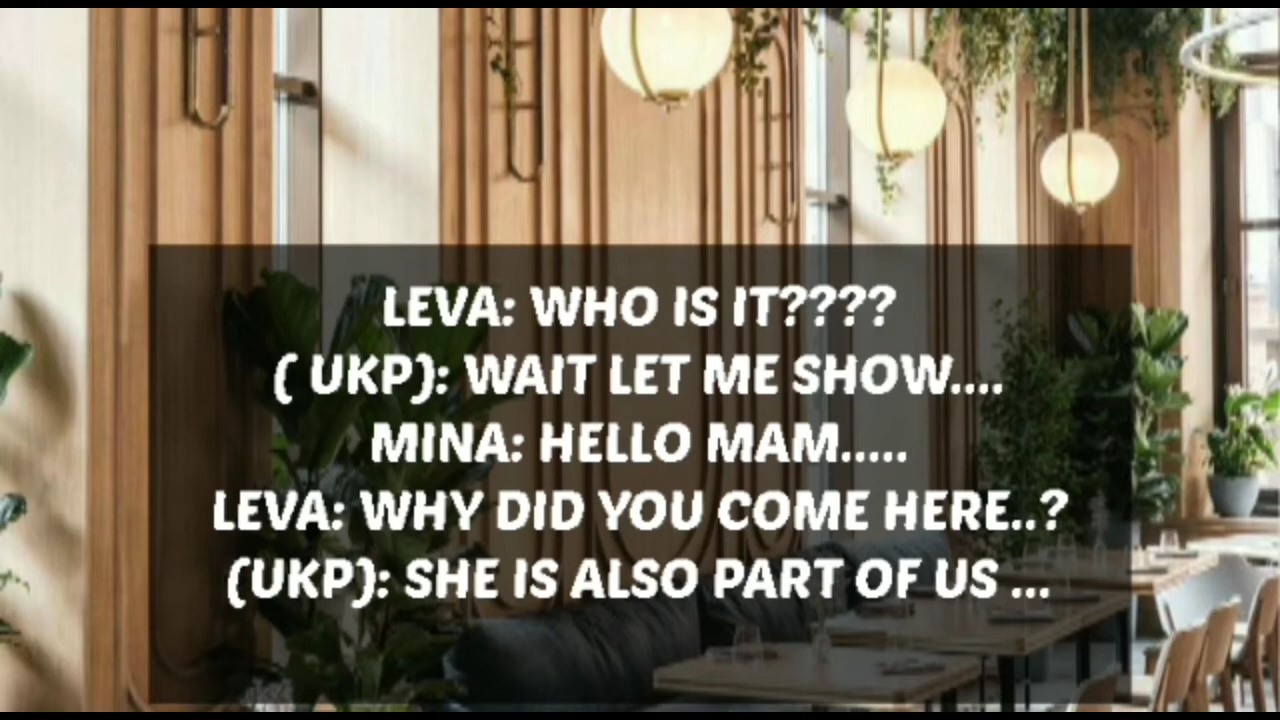 LEVA: WHO IS IT????
( UKP): WAIT LET ME SHOW....
MINA: HELLO MAM.....
LEVA: WHY DID YOU COME HERE..?
(UKP): SHE IS ALSO PART OF US ...